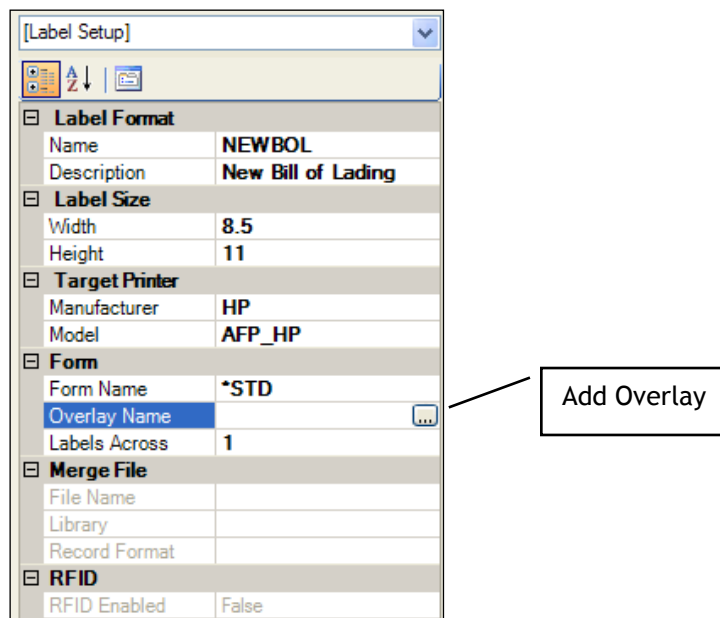 [Label Setup]
Label Format
Name NEWBOL
Description New Bill of Lading
Label Size
Width 8.5
Height 11
Target Printer
Manufacturer HP
Model AFP_HP
Form
Form Name *STD
Overlay Name ...
Add Overlay
Labels Across 1
Merge File
File Name
Library
Record Format
RFID
RFID Enabled False